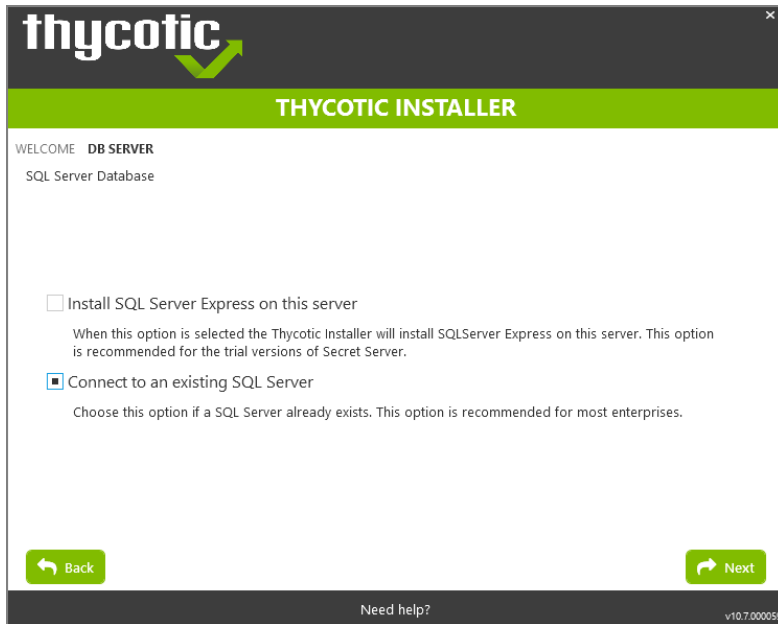 thycotic
THYCOTIC INSTALLER
WELCOME DB SERVER
SQL Server Database
Install SQL Server Express on this server
When this option is selected the Thycotic Installer will install SQLServer Express on this server. This option
is recommended for the trial versions of Secret Server.
Connect to an existing SQL Server
Choose this option if a SQL Server already exists. This option is recommended for most enterprises.
Back
Next
Need help?